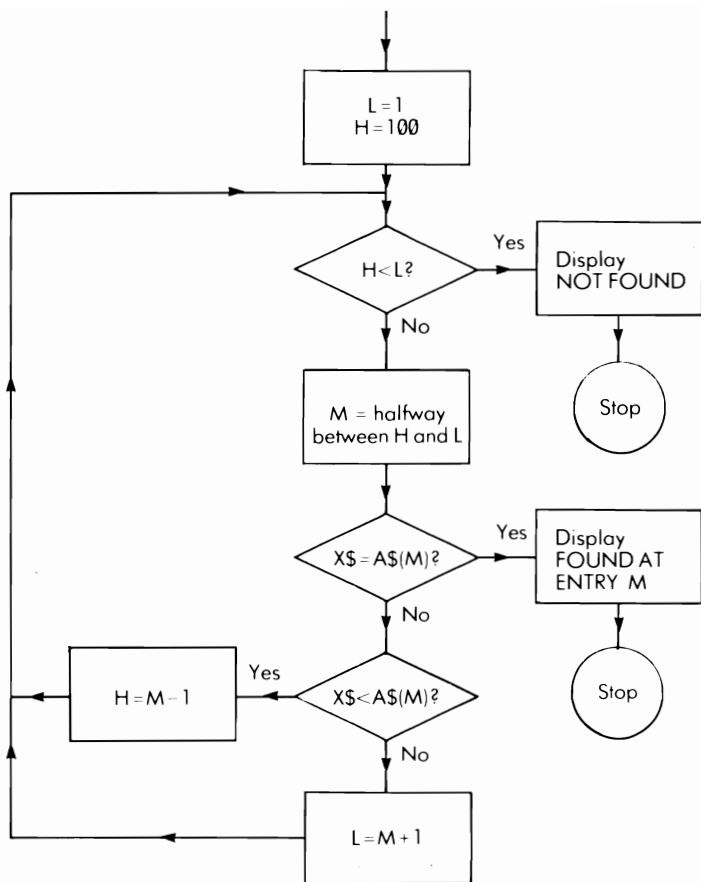 L=1
H=100
H<L?
Yes
Display
NOT FOUND
Stop
No
M = halfway
between H and L
X$=A$(M)?
Yes
Display
FOUND AT
ENTRY M
Stop
No
X$<A$(M)?
Yes
H=M-1
No
L=M+1